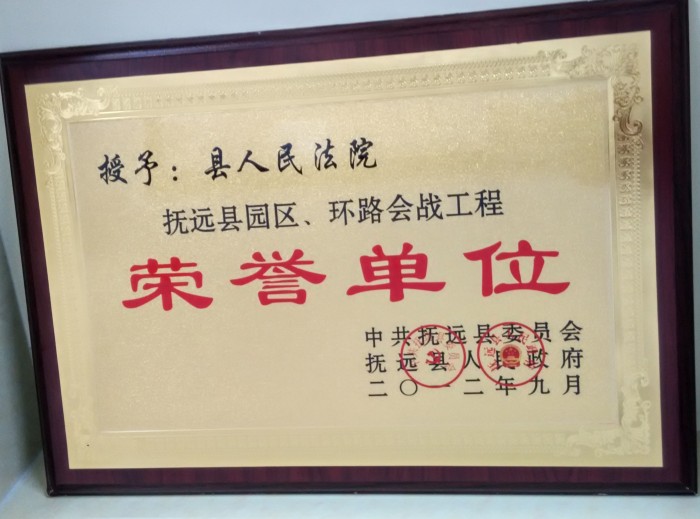 授予：县人民法院
抚远县园区、环路会战工程
荣誉单位
中共抚远县委员会
抚远县人民政府
二〇一二年九月